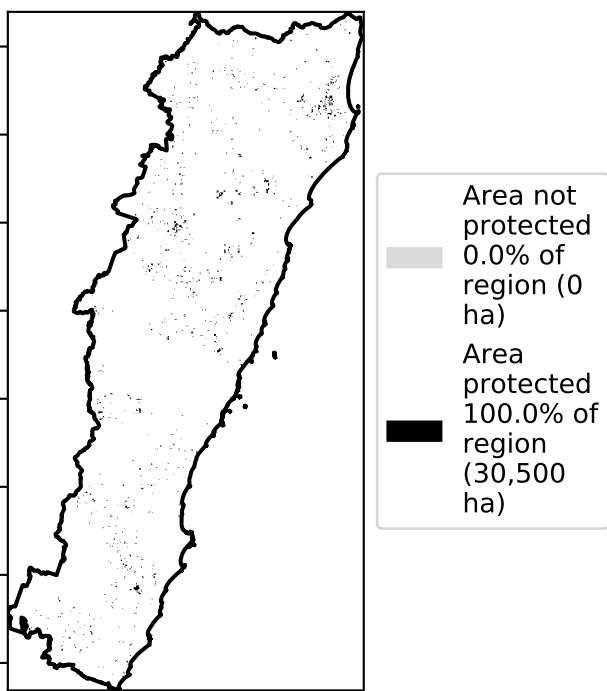 Area not
protected
0.0% of
region (0
ha)
Area
protected
100.0% of
region
(30,500
ha)